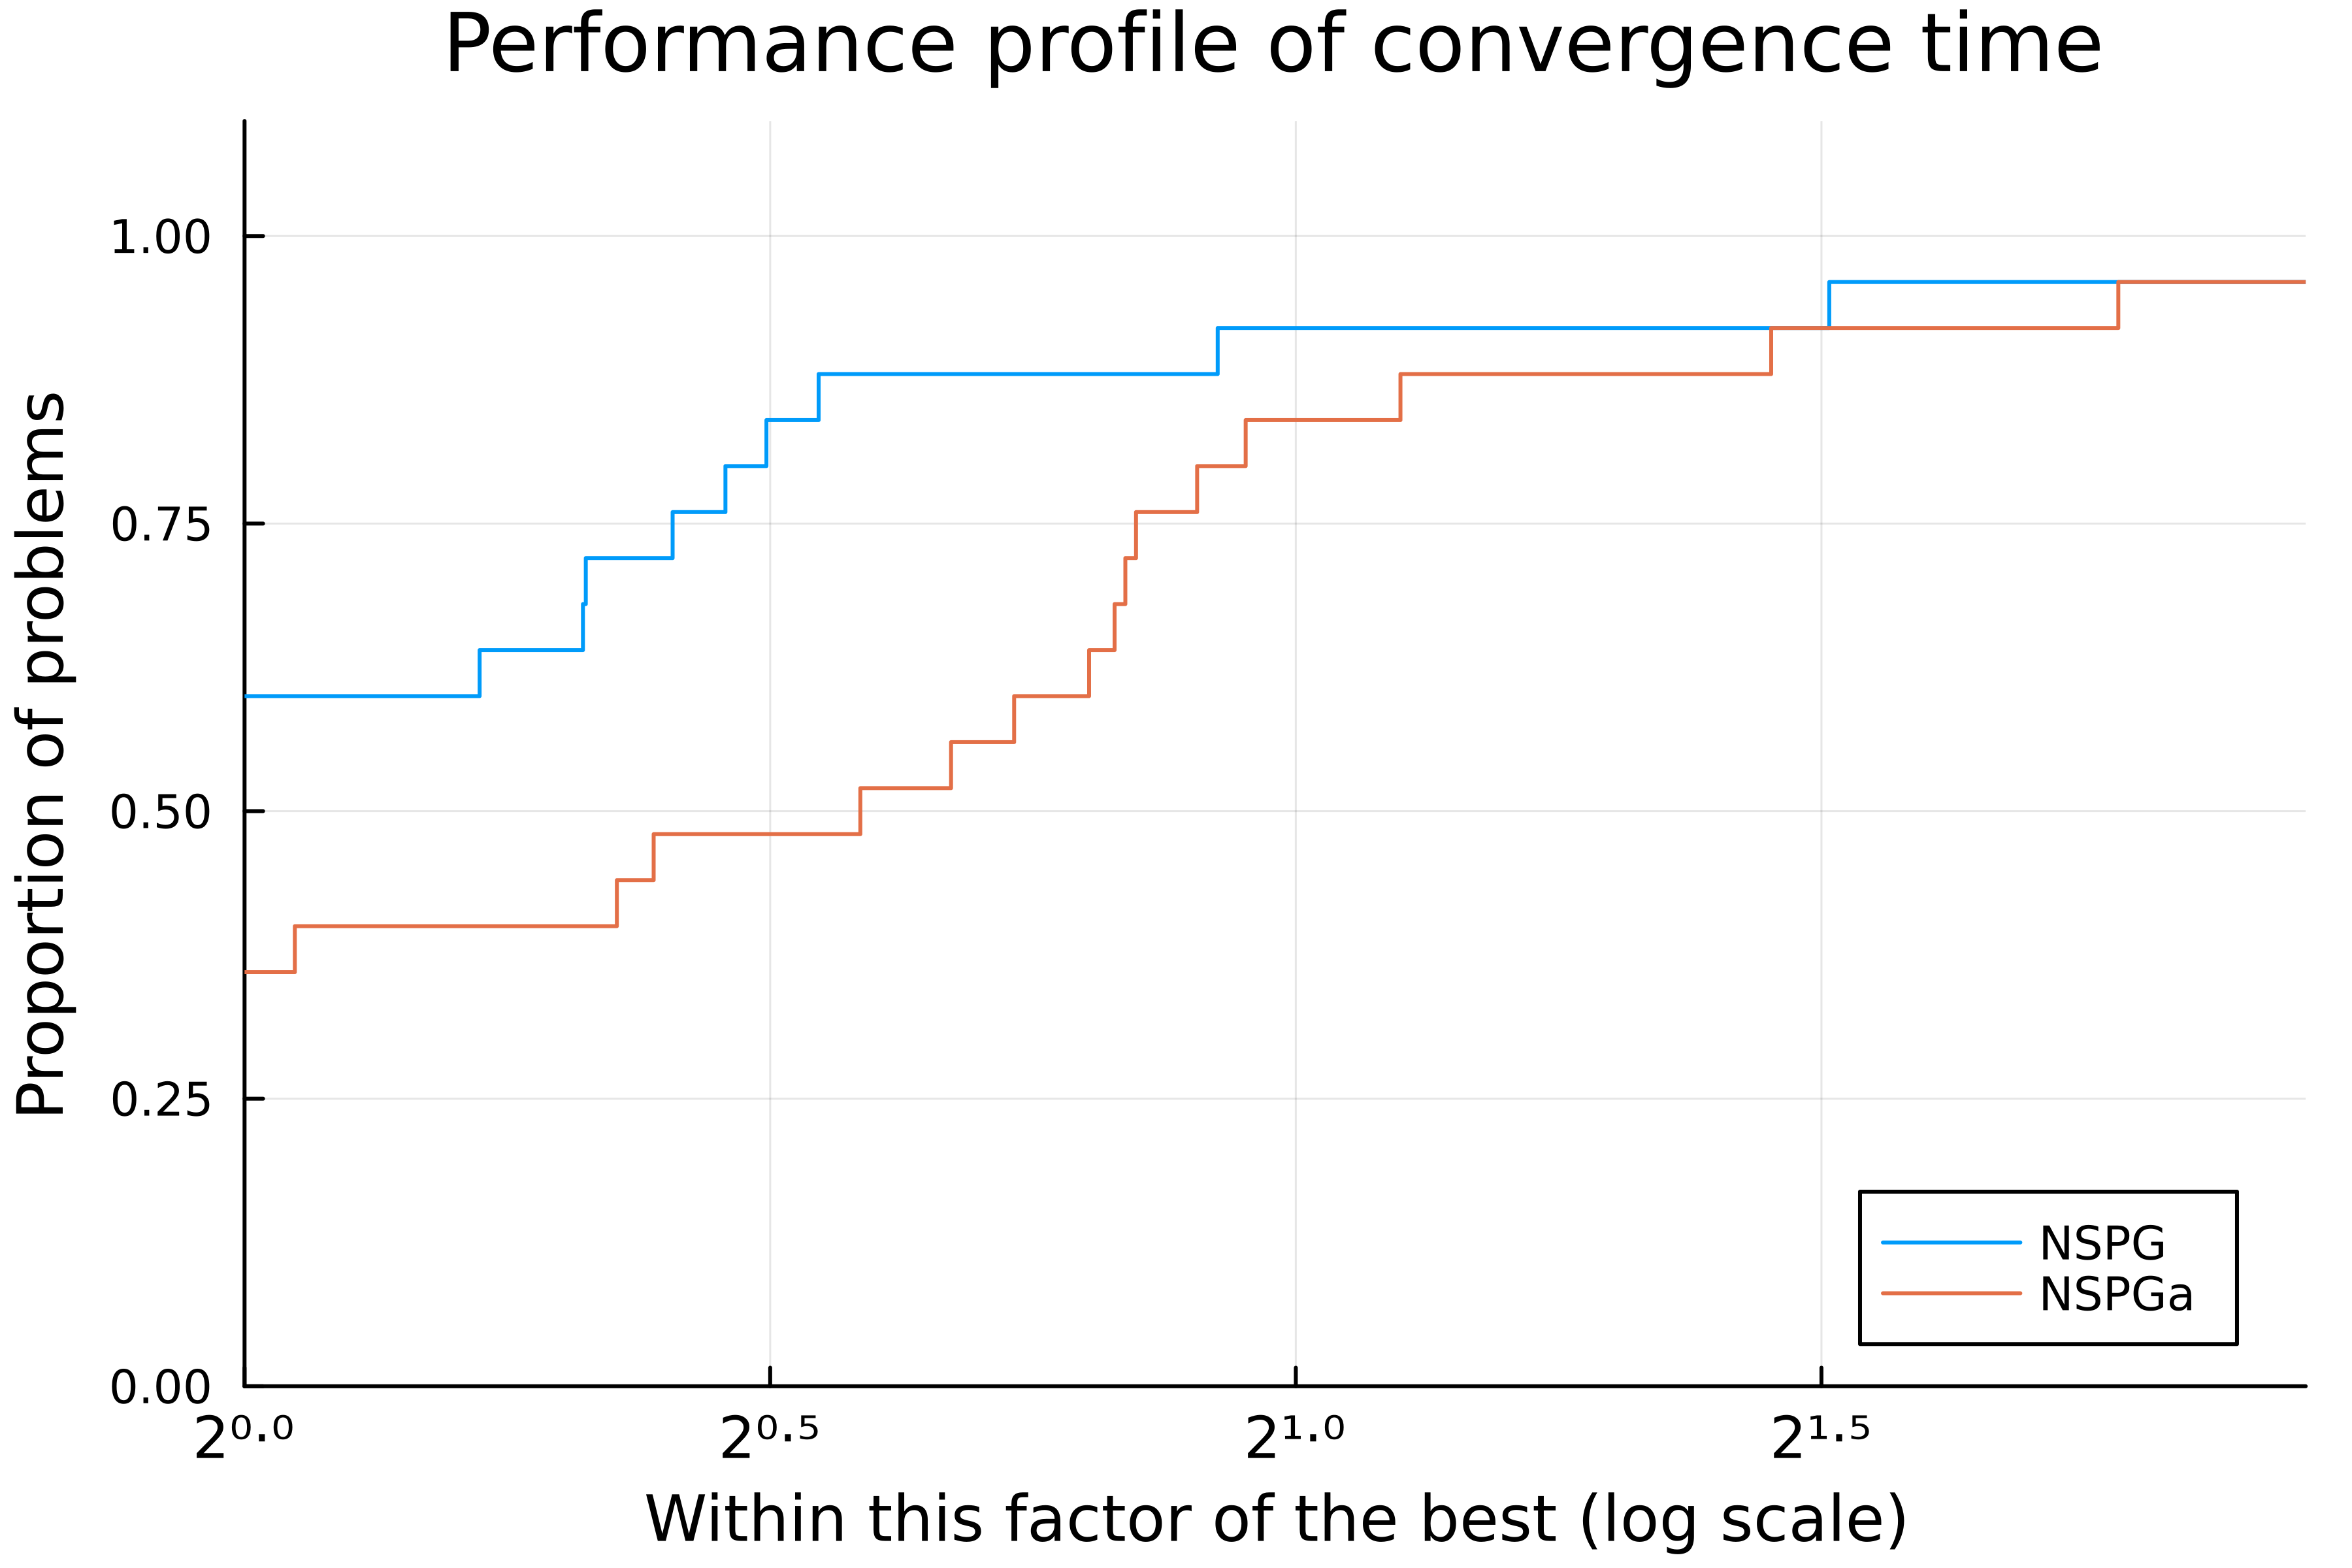 Performance profile of convergence time
Proportion of problems
1.00
0.75
0.50
0.25
0.00
2⁰·⁰
2⁰·⁵
2¹·⁰
2¹·⁵
Within this factor of the best (log scale)
NSPG
NSPGa